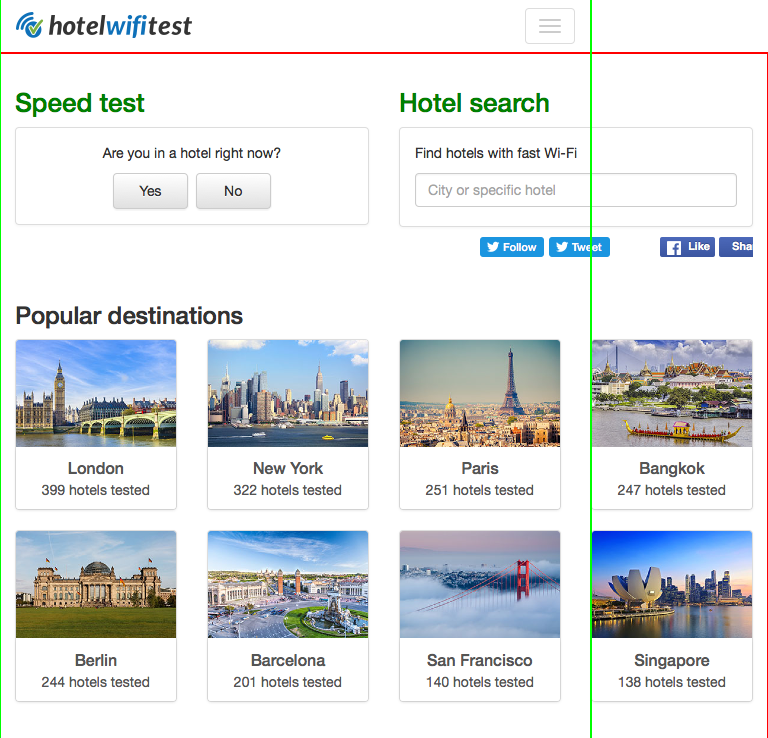 hotelwifitest
Speed test
Hotel search
Are you in a hotel right now?
Yes No
Find hotels with fast Wi-Fi
City or specific hotel
Follow Tweet Like Sha
Popular destinations
London New York Paris Bangkok
399 hotels tested 322 hotels tested 251 hotels tested 247 hotels tested
Berlin Barcelona San Francisco Singapore
244 hotels tested 201 hotels tested 140 hotels tested 138 hotels tested